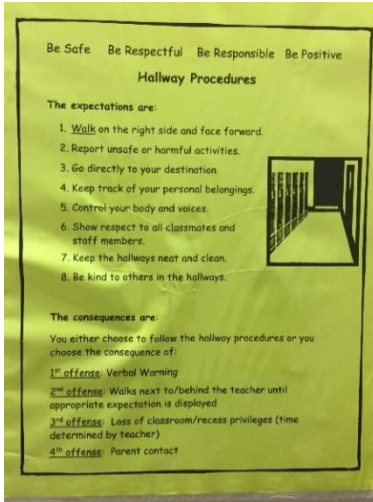 Be Safe Be Respectful Be Responsible Be Positive
Hallway Procedures
The expectations are:
1. Walk on the right side and face forward.
2. Report unsafe or harmful activities.
3. Go directly to your destination
4. Keep track of your personal belongings.
5. Control your body and voices.
6. Show respect to all classmates and
staff members.
7. Keep the hallways neat and clean.
8. Be kind to others in the hallways.
The consequences are:
You either choose to follow the hallway procedures or you
choose the consequence of:
1st offense: Verbal Warning
2nd offense: Walks next to/behind the teacher until
appropriate expectation is displayed
3rd offense: Loss of classroom/recess privileges (time
determined by teacher)
4th offense: Parent contact